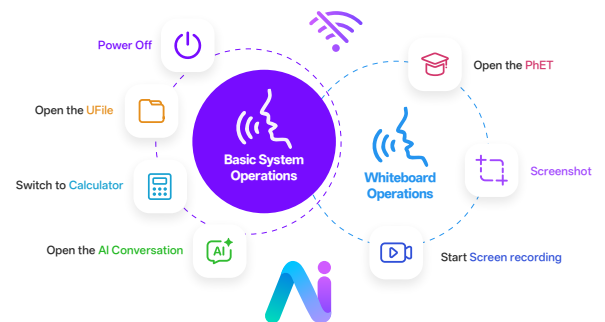 Power Off
Open the UFile
Switch to Calculator
Open the AI Conversation
AI
Basic System
Operations
Whiteboard
Operations
Open the PhET
Screenshot
Start Screen recording
Ai